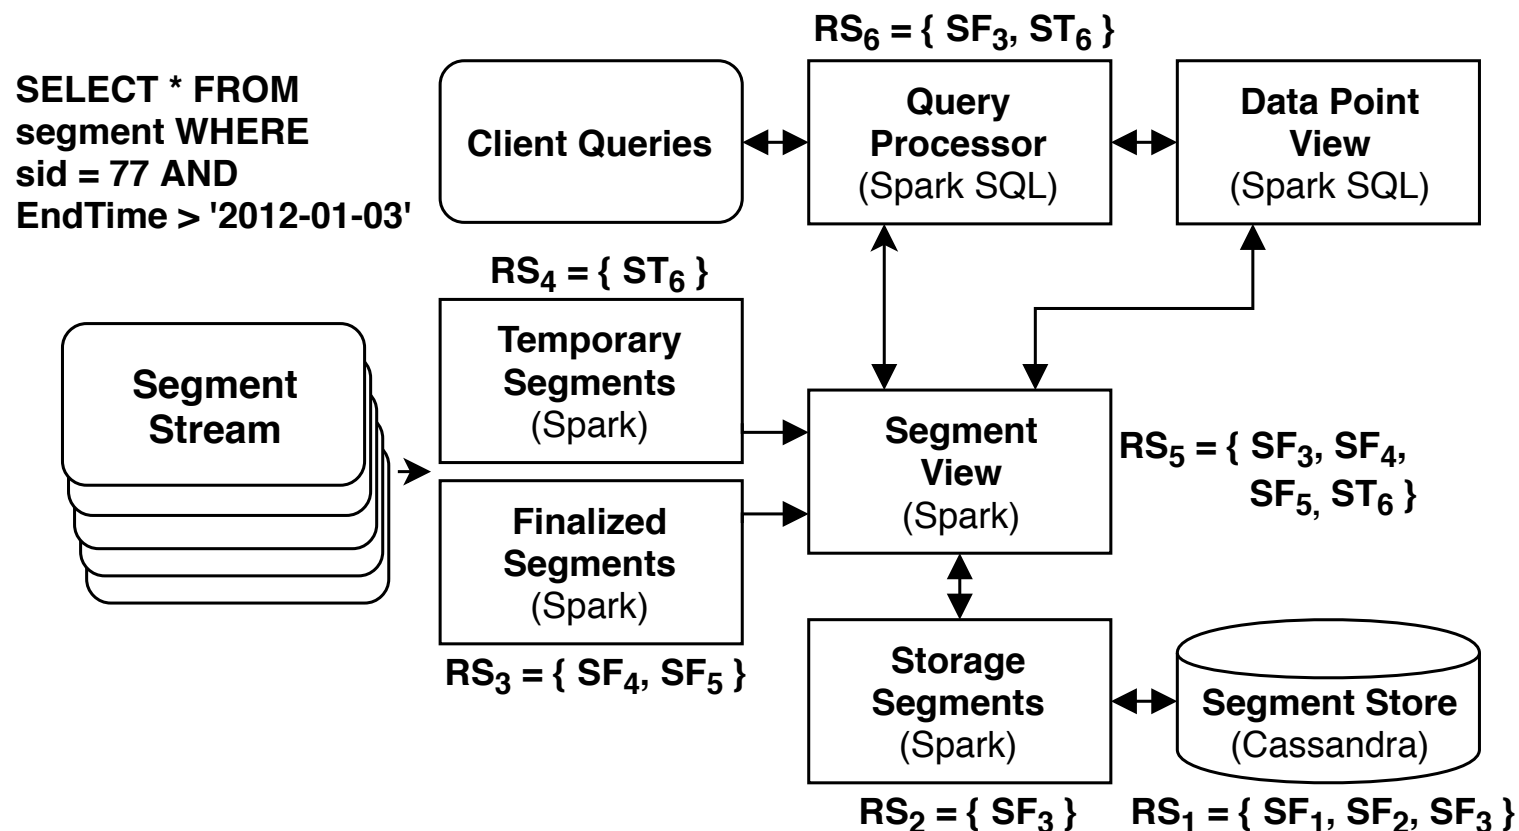 RS6 = { SF3, ST6 }
SELECT * FROM
segment WHERE
sid = 77 AND
EndTime > '2012-01-03'
Client Queries
Query
Processor
(Spark SQL)
Data Point
View
(Spark SQL)
RS4 = { ST6 }
Temporary
Segments
(Spark)
Segment
Stream
Segment
View
(Spark)
RS5 = { SF3, SF4,
SF5, ST6 }
Finalized
Segments
(Spark)
RS3 = { SF4, SF5 }
Storage
Segments
(Spark)
Segment Store
(Cassandra)
RS2 = { SF3 }
RS1 = { SF1, SF2, SF3 }